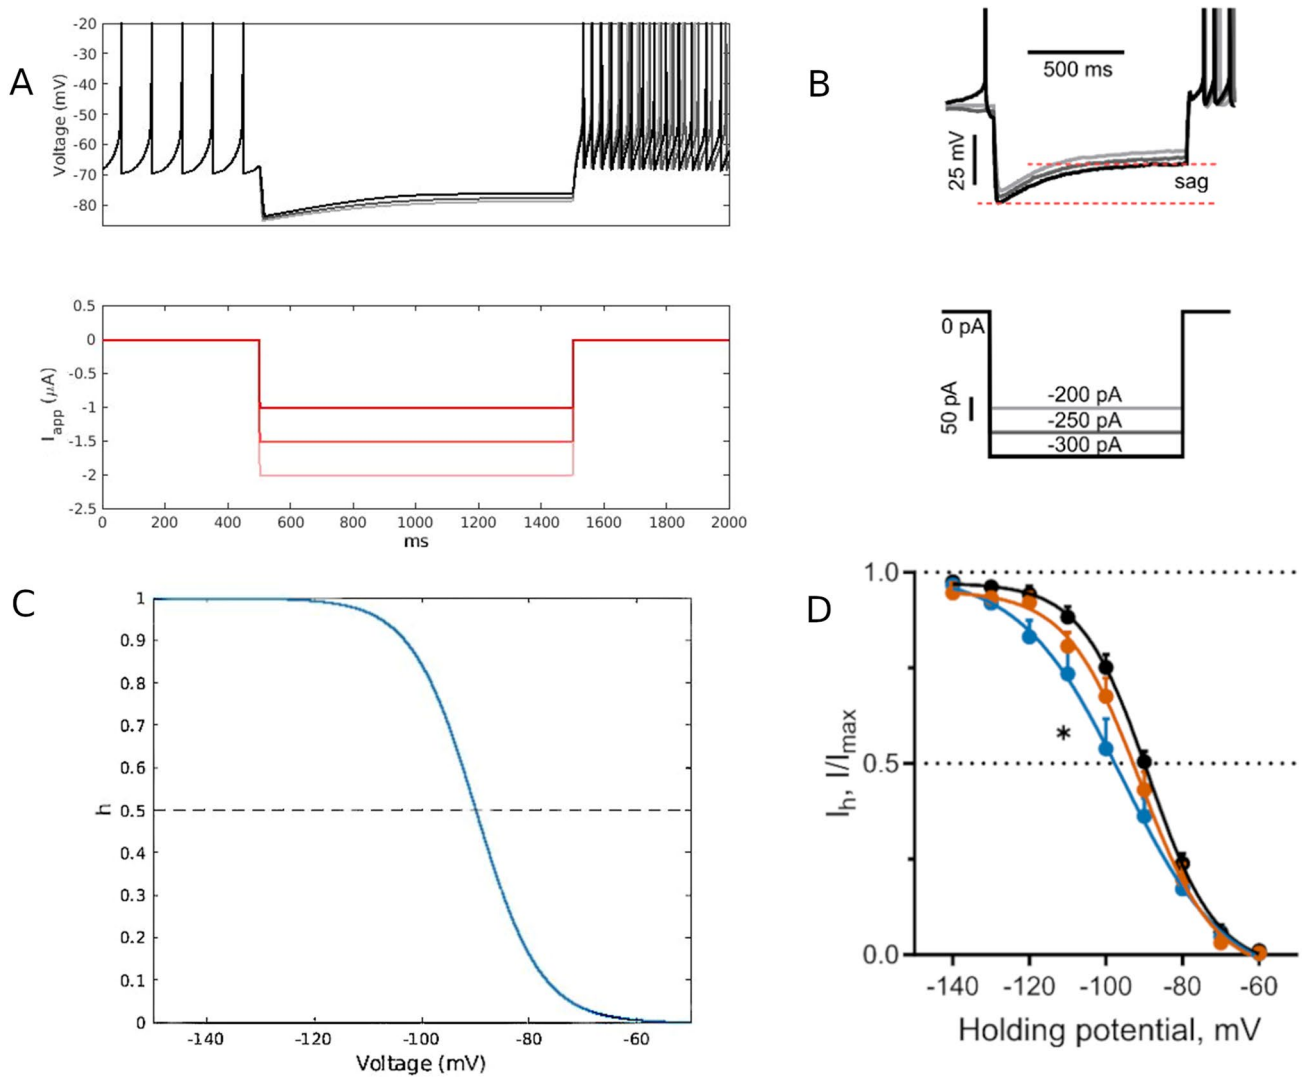 A
-20
-30
-40
-50
-60
-70
-80
Voltage (mV)
0.5
0
-0.5
-1
-1.5
-2
-2.5
I_app (μA)
0 200 400 600 800 1000 1200 1400 1600 1800 2000
ms
B
500 ms
25 mV
sag
0 pA
50 pA
-200 pA
-250 pA
-300 pA
C
1
0.9
0.8
0.7
0.6
0.5
0.4
0.3
0.2
0.1
0
h
-140 -120 -100 -80 -60
Voltage (mV)
D
1.0
0.5
0.0
I_h, I/I_max
*
-140 -120 -100 -80 -60
Holding potential, mV